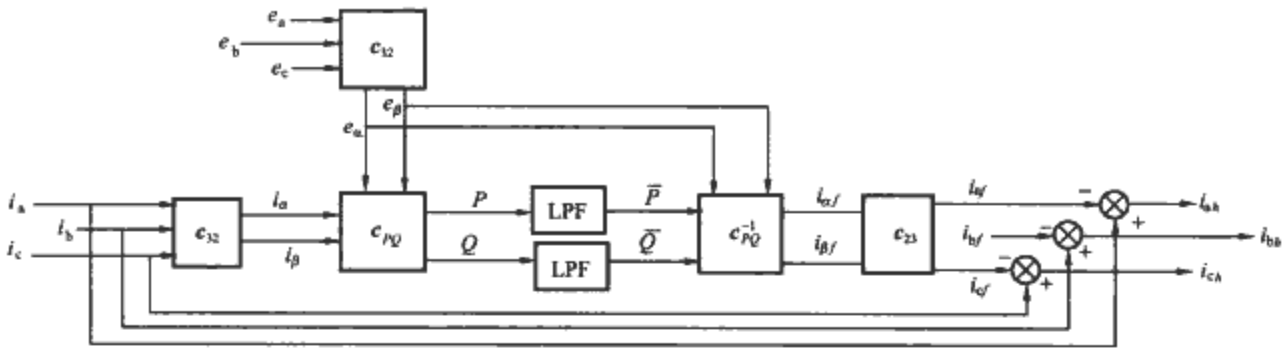 e_a
e_b
e_c
c_32
e_β
e_α
i_a
i_b
i_c
c_32
i_α
i_β
c_PQ
P
Q
LPF
LPF
P̅
Q̅
c_PQ^-1
i_αf
i_βf
c_23
i_af
i_bf
i_cf
−
+
−
+
−
+
i_ah
i_bh
i_ch